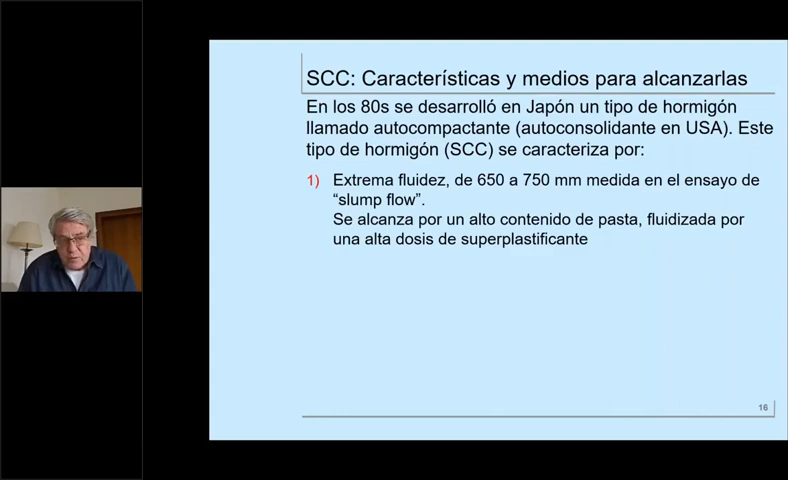 SCC: Características y medios para alcanzarlas
En los 80s se desarrolló en Japón un tipo de hormigón
llamado autocompactante (autoconsolidante en USA). Este
tipo de hormigón (SCC) se caracteriza por:
1) Extrema fluidez, de 650 a 750 mm medida en el ensayo de
“slump flow”.
Se alcanza por un alto contenido de pasta, fluidizada por
una alta dosis de superplastificante
16